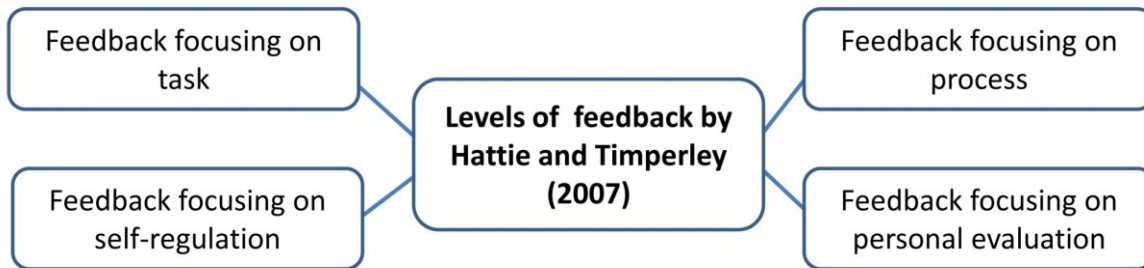 Feedback focusing on
task
Feedback focusing on
process
Levels of feedback by
Hattie and Timperley
(2007)
Feedback focusing on
self-regulation
Feedback focusing on
personal evaluation